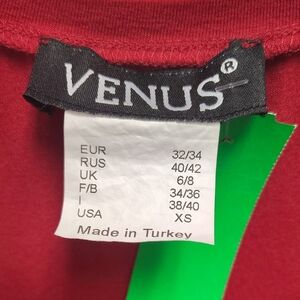 VENUS®
EUR 32/34
RUS 40/42
UK 6/8
F/B 34/36
I 38/40
USA XS
Made in Turkey